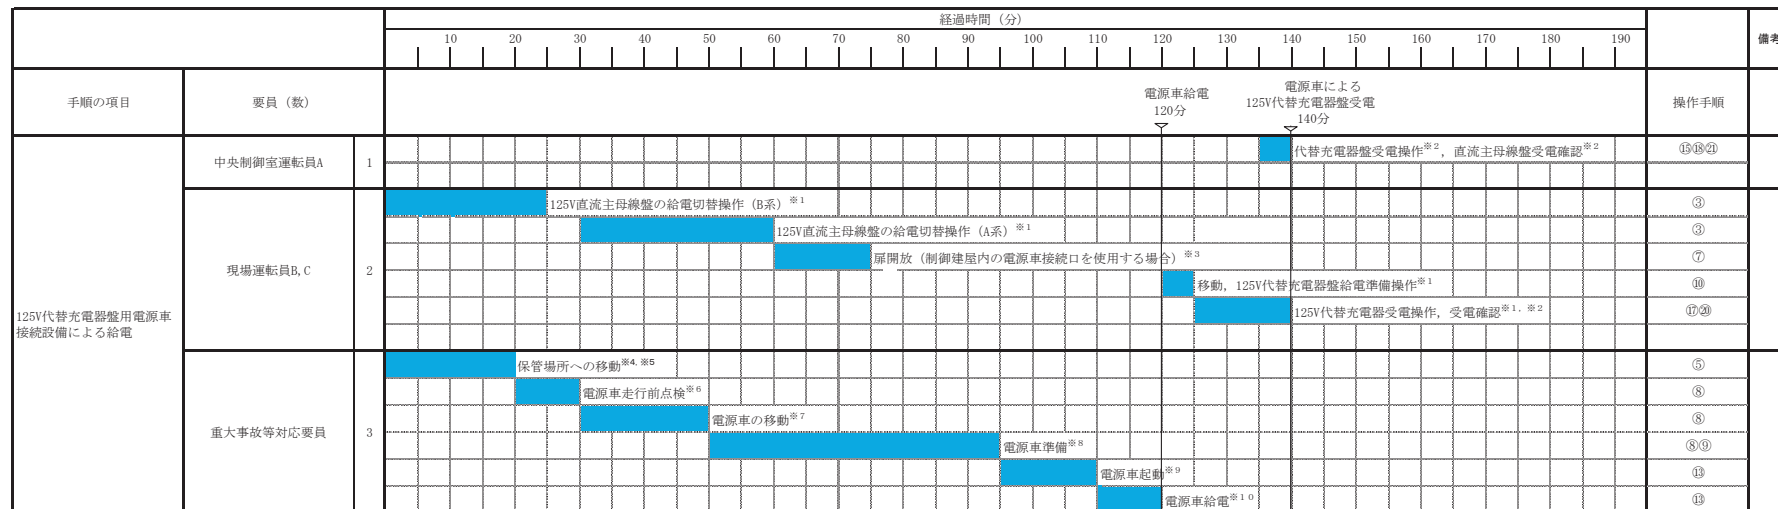 経過時間（分）
備考
10 20 30 40 50 60 70 80 90 100 110 120 130 140 150 160 170 180 190
手順の項目
要員（数）
電源車給電
120分
電源車による
125V代替充電器盤受電
140分
操作手順
125V代替充電器盤用電源車
接続設備による給電
中央制御室運転員A
1
代替充電器盤受電操作※2，直流主母線盤受電確認※2
⑮⑱㉑
現場運転員B,C
2
125V直流主母線盤の給電切替操作（B系）※1
③
125V直流主母線盤の給電切替操作（A系）※1
③
扉開放（制御建屋内の電源車接続口を使用する場合）※3
⑦
移動，125V代替充電器盤給電準備操作※1
⑩
125V代替充電器受電操作，受電確認※1，※2
⑰⑳
重大事故等対応要員
3
保管場所への移動※4，※5
⑤
電源車走行前点検※6
⑧
電源車の移動※7
⑧
電源車準備※8
⑧⑨
電源車起動※9
⑬
電源車給電※10
⑬